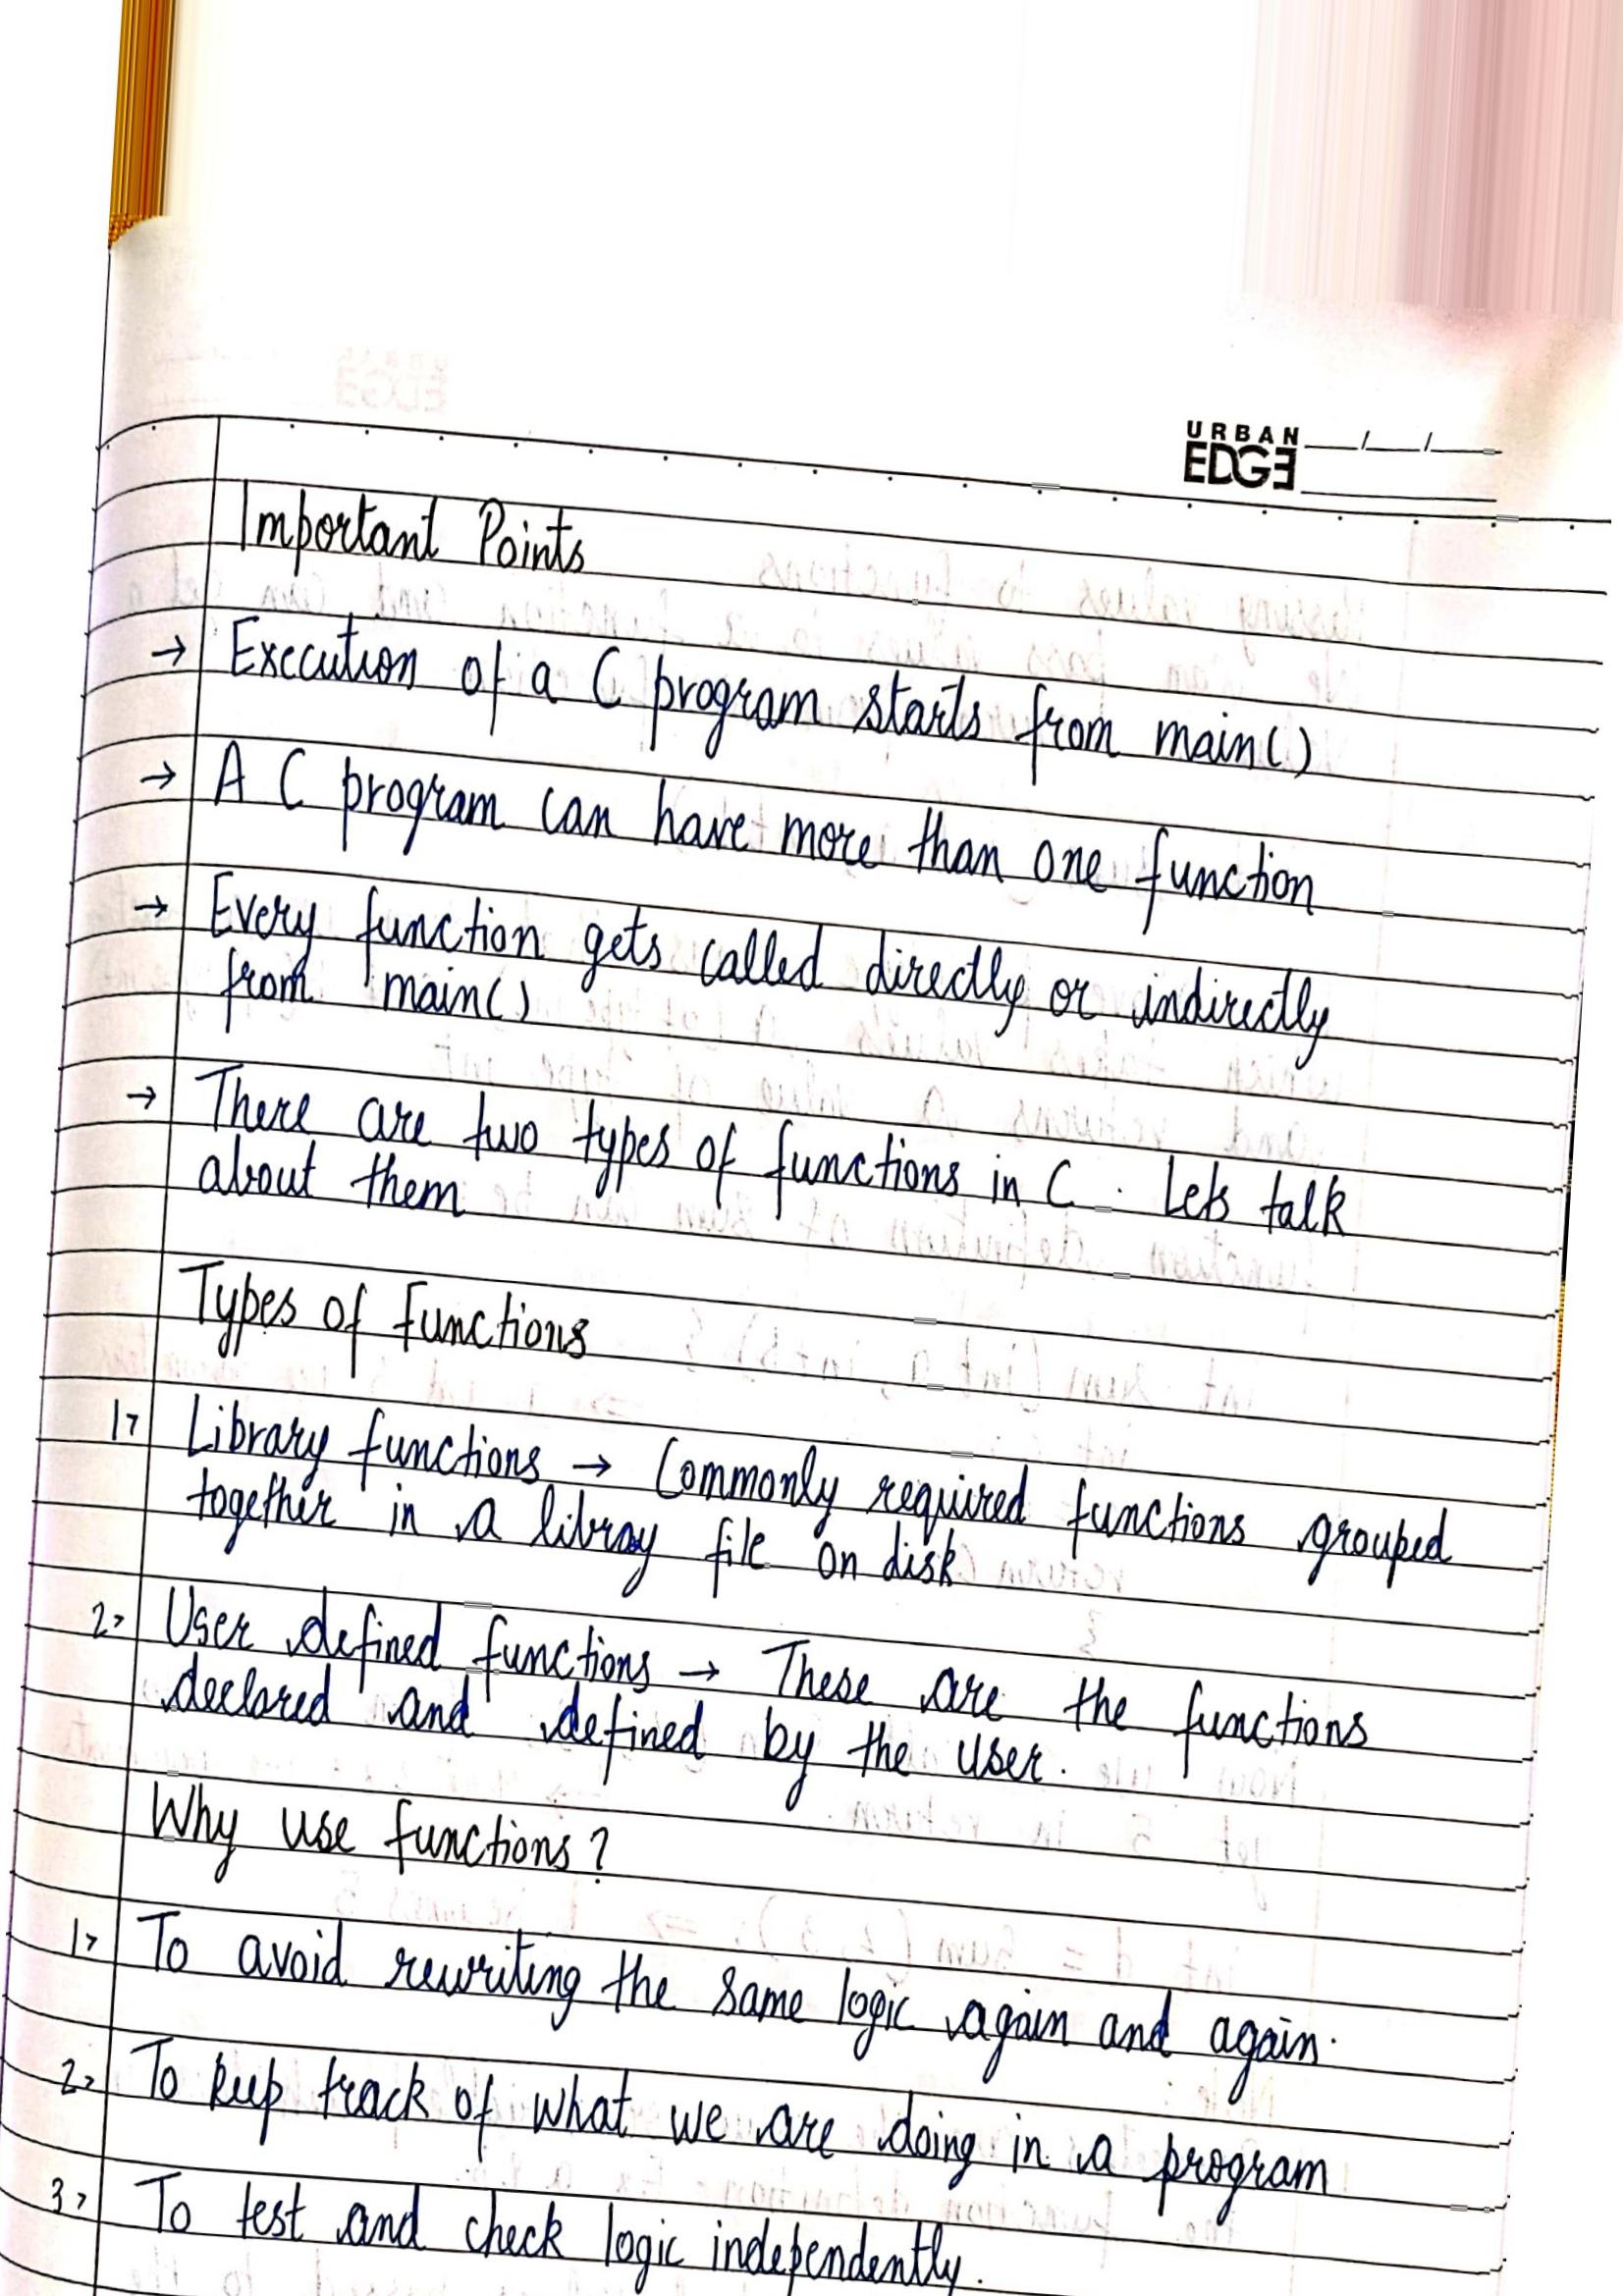 URBAN
EDGE
Important Points
→ Execution of a C program starts from main()
→ A C program can have more than one function
→ Every function gets called directly or indirectly
from main()
→ There are two types of functions in C. Lets talk
about them
Types of Functions
1> Library functions → Commonly required functions grouped
together in a libray file on disk
2> User defined functions → These are the functions
declared and defined by the user.
Why use functions?
1> To avoid rewriting the same logic again and again.
2> To keep track of what we are doing in a program
3> To test and check logic independently.